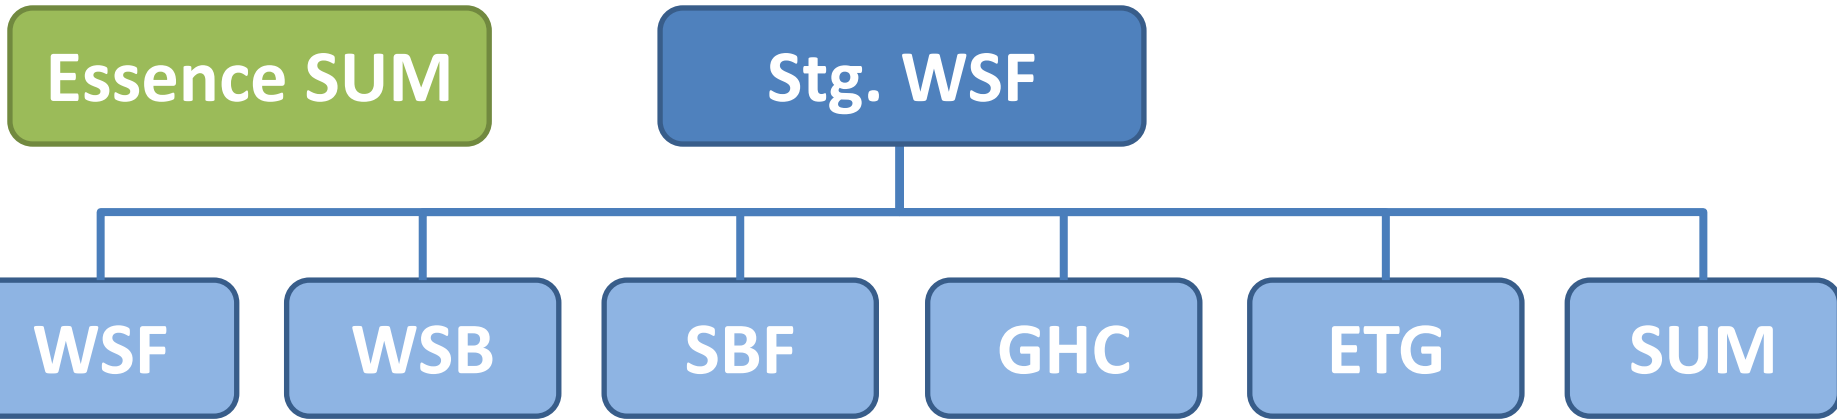 Essence SUM
Stg. WSF
WSF
WSB
SBF
GHC
ETG
SUM